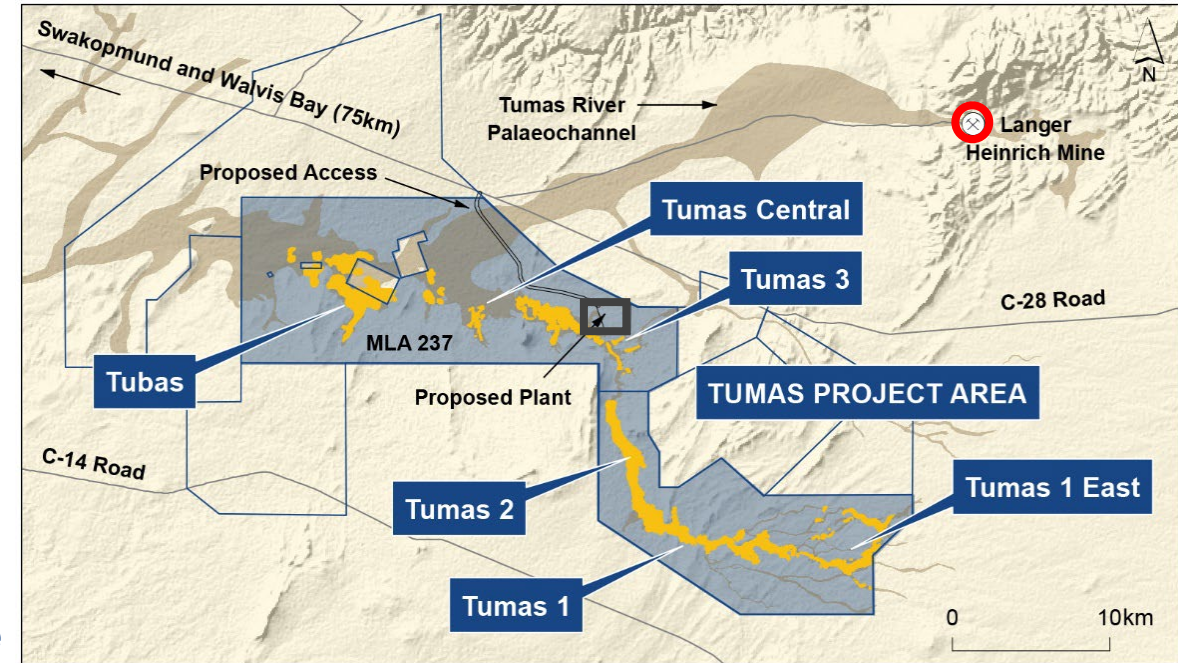 Swakopmund and Walvis Bay (75km)
N
Tumas River
Palaeochannel
Langer
Heinrich Mine
Proposed Access
Tumas Central
Tumas 3
C-28 Road
MLA 237
Tubas
Proposed Plant
TUMAS PROJECT AREA
C-14 Road
Tumas 2
Tumas 1 East
Tumas 1
0 10km